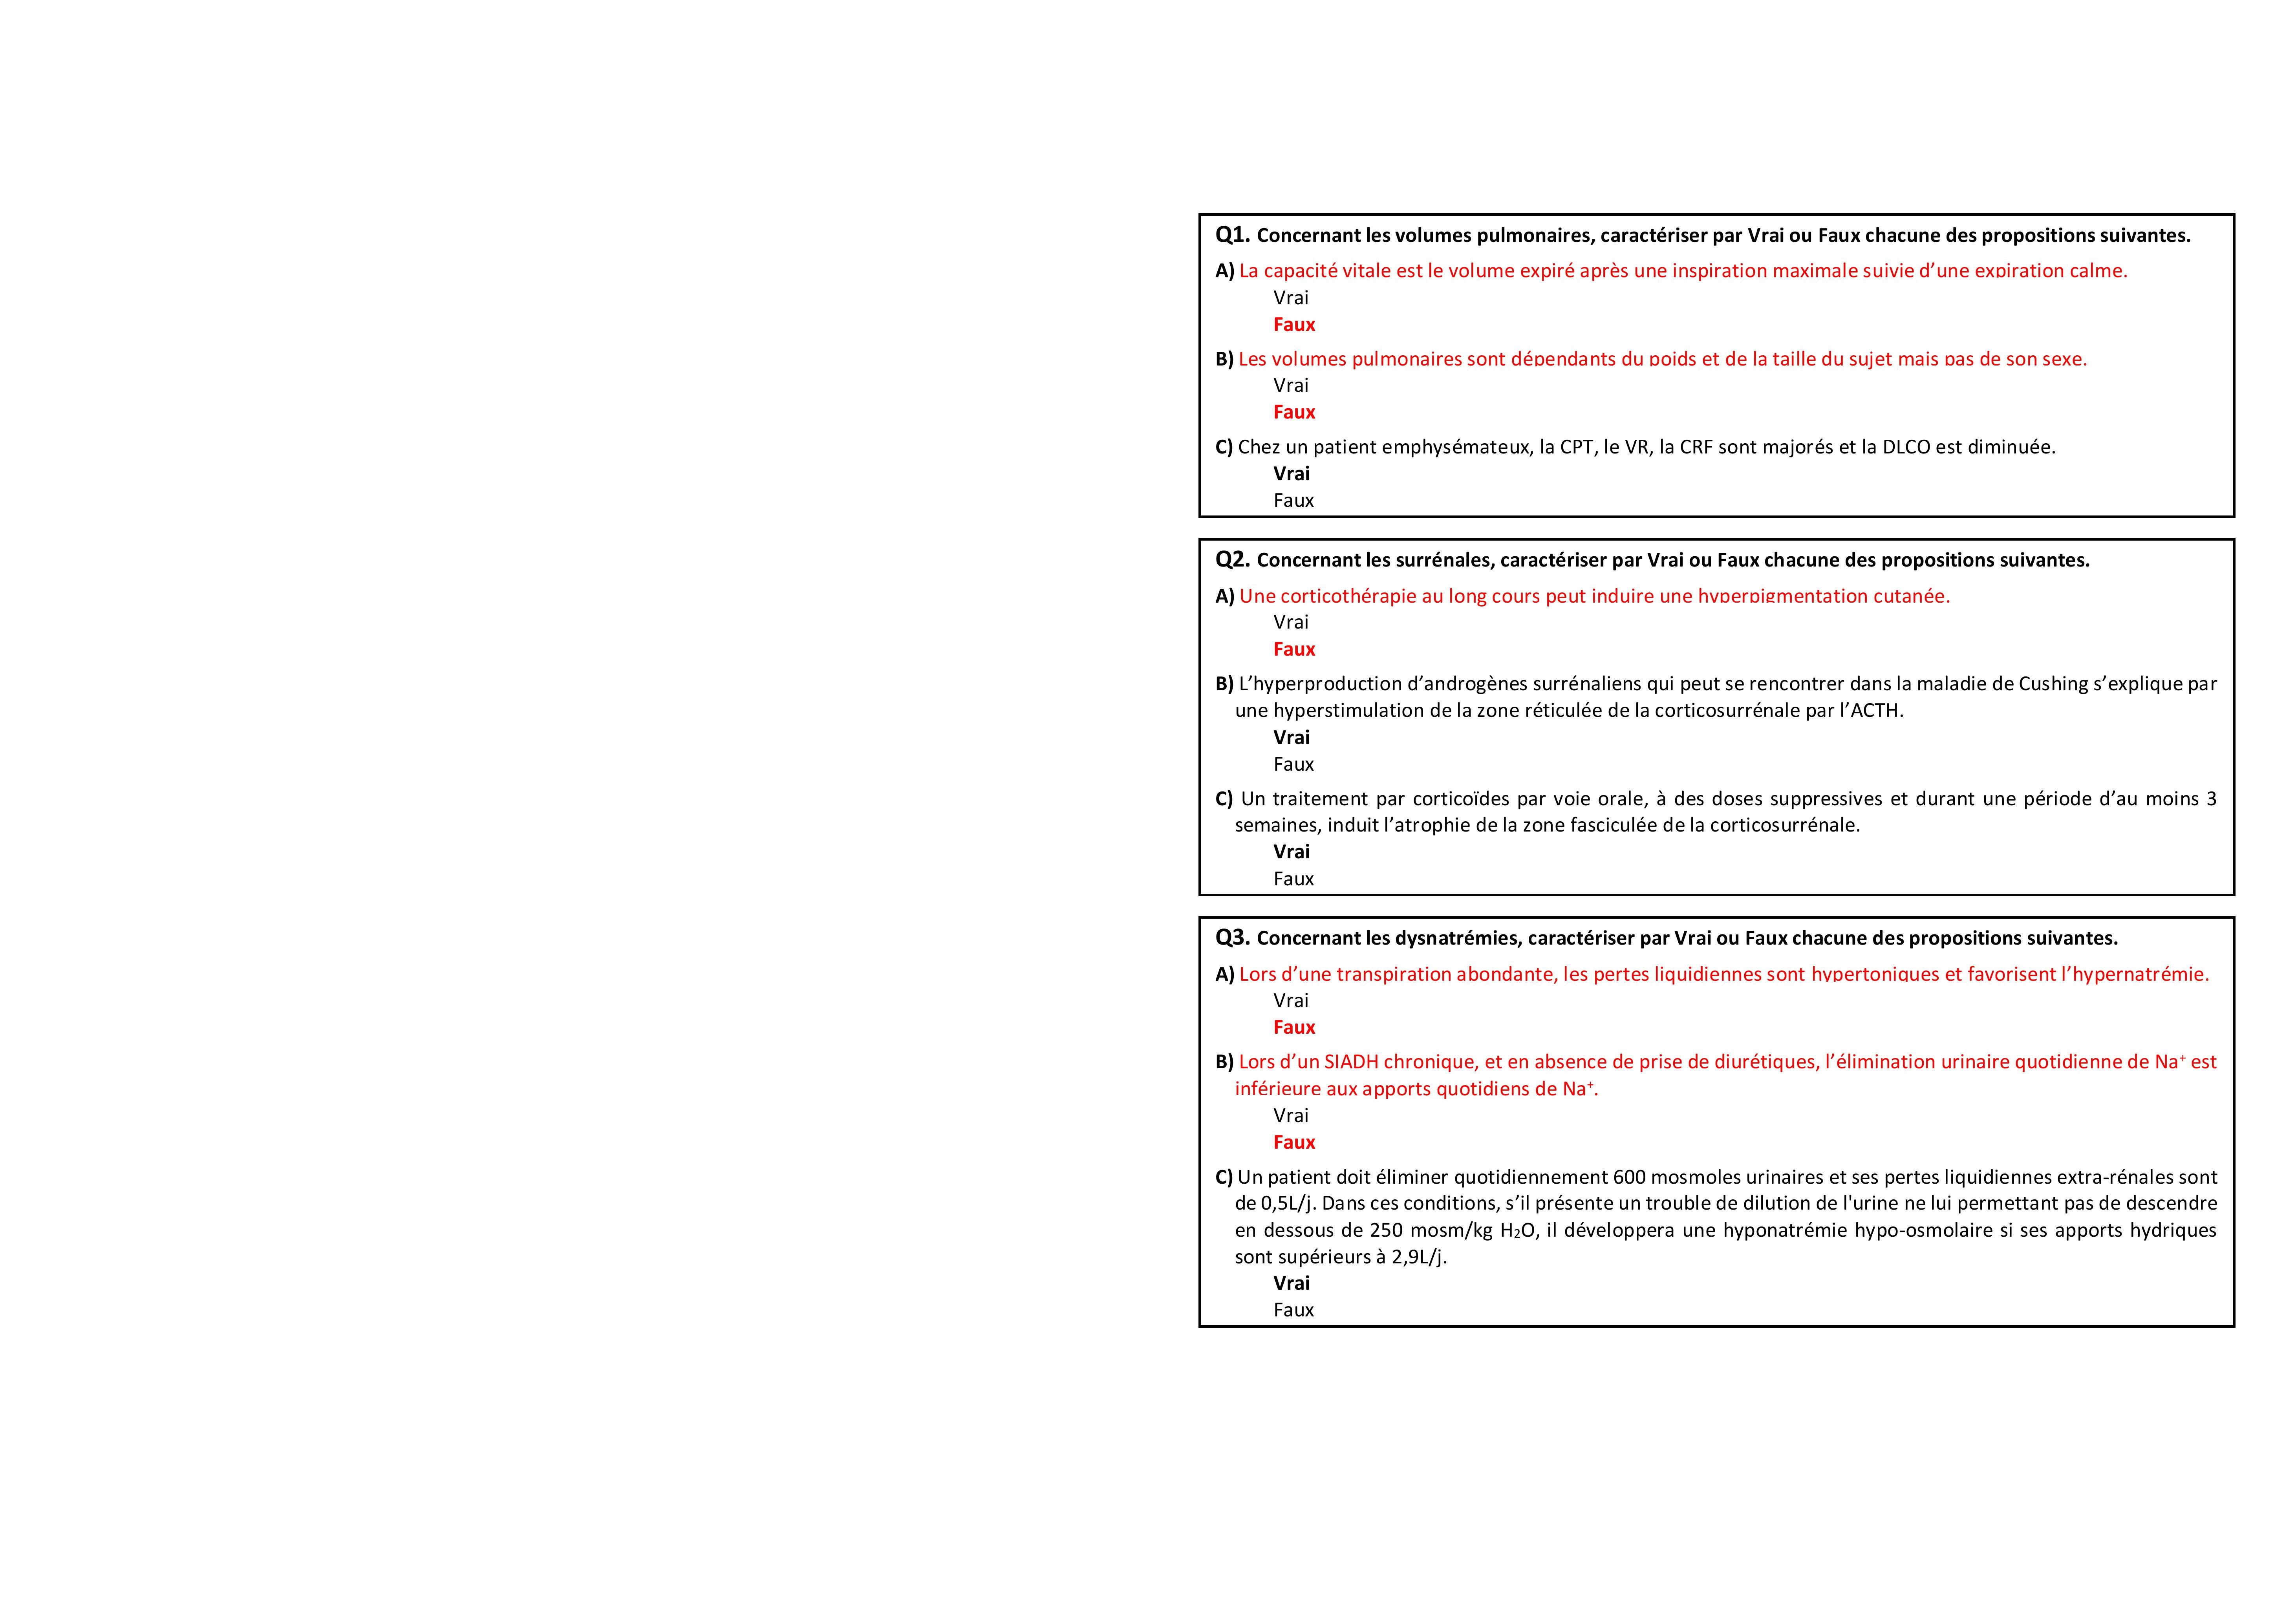 Q1. Concernant les volumes pulmonaires, caractériser par Vrai ou Faux chacune des propositions suivantes.
A) La capacité vitale est le volume expiré après une inspiration maximale suivie d’une expiration calme.
Vrai
Faux
B) Les volumes pulmonaires sont dépendants du poids et de la taille du sujet mais pas de son sexe.
Vrai
Faux
C) Chez un patient emphysémateux, la CPT, le VR, la CRF sont majorés et la DLCO est diminuée.
Vrai
Faux
Q2. Concernant les surrénales, caractériser par Vrai ou Faux chacune des propositions suivantes.
A) Une corticothérapie au long cours peut induire une hyperpigmentation cutanée.
Vrai
Faux
B) L’hyperproduction d’androgènes surrénaliens qui peut se rencontrer dans la maladie de Cushing s’explique par
une hyperstimulation de la zone réticulée de la corticosurrénale par l’ACTH.
Vrai
Faux
C) Un traitement par corticoïdes par voie orale, à des doses suppressives et durant une période d’au moins 3
semaines, induit l’atrophie de la zone fasciculée de la corticosurrénale.
Vrai
Faux
Q3. Concernant les dysnatrémies, caractériser par Vrai ou Faux chacune des propositions suivantes.
A) Lors d’une transpiration abondante, les pertes liquidiennes sont hypertoniques et favorisent l’hypernatrémie.
Vrai
Faux
B) Lors d’un SIADH chronique, et en absence de prise de diurétiques, l’élimination urinaire quotidienne de Na⁺ est
inférieure aux apports quotidiens de Na⁺.
Vrai
Faux
C) Un patient doit éliminer quotidiennement 600 mosmoles urinaires et ses pertes liquidiennes extra-rénales sont
de 0,5L/j. Dans ces conditions, s’il présente un trouble de dilution de l'urine ne lui permettant pas de descendre
en dessous de 250 mosm/kg H₂O, il développera une hyponatrémie hypo-osmolaire si ses apports hydriques
sont supérieurs à 2,9L/j.
Vrai
Faux